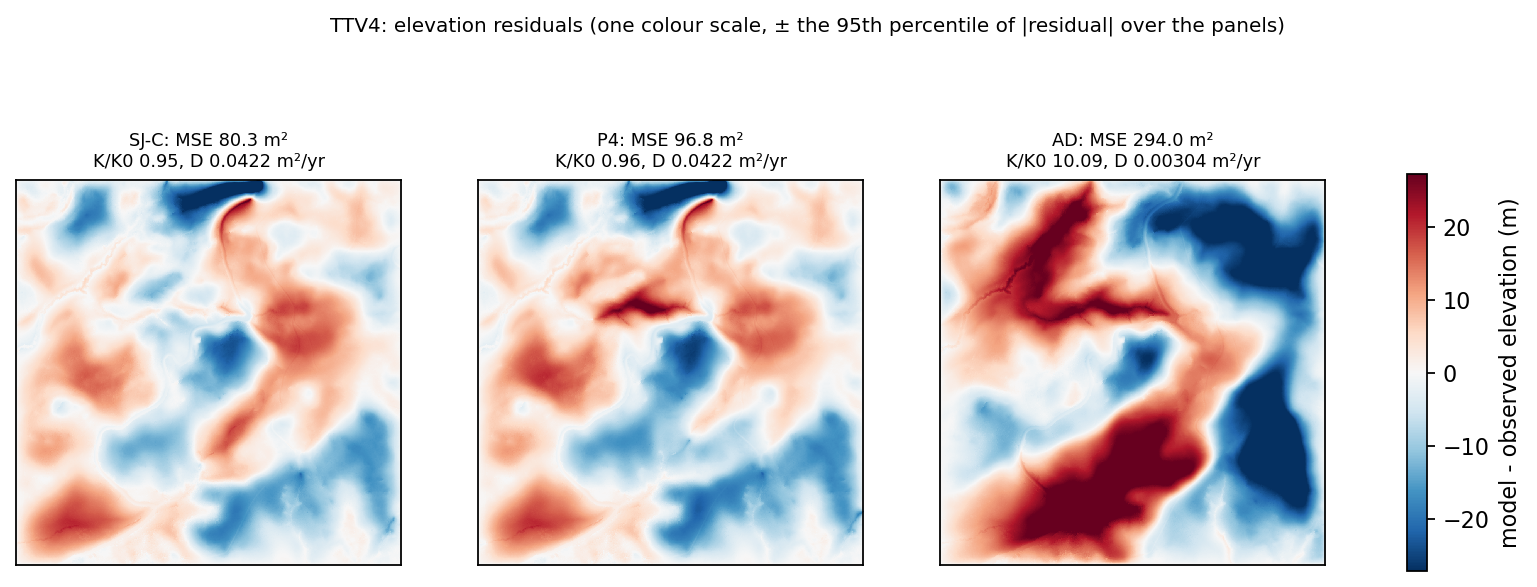 TTV4: elevation residuals (one colour scale, ± the 95th percentile of |residual| over the panels)
SJ-C: MSE 80.3 m²
K/K0 0.95, D 0.0422 m²/yr
P4: MSE 96.8 m²
K/K0 0.96, D 0.0422 m²/yr
AD: MSE 294.0 m²
K/K0 10.09, D 0.00304 m²/yr
20
10
0
−10
−20
model - observed elevation (m)